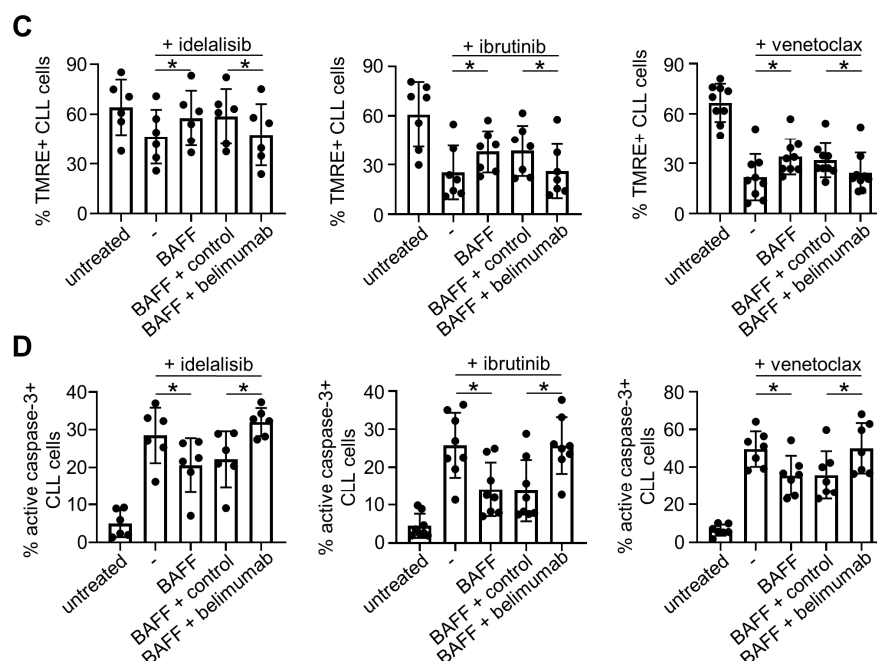 C
+ idelalisib
* *
% TMRE+ CLL cells
90
60
30
0
untreated
-
BAFF
BAFF + control
BAFF + belimumab
+ ibrutinib
* *
% TMRE+ CLL cells
90
60
30
0
untreated
-
BAFF
BAFF + control
BAFF + belimumab
+ venetoclax
* *
% TMRE+ CLL cells
90
60
30
0
untreated
-
BAFF
BAFF + control
BAFF + belimumab
D
+ idelalisib
* *
% active caspase-3+
CLL cells
40
30
20
10
0
untreated
-
BAFF
BAFF + control
BAFF + belimumab
+ ibrutinib
* *
% active caspase-3+
CLL cells
40
30
20
10
0
untreated
-
BAFF
BAFF + control
BAFF + belimumab
+ venetoclax
* *
% active caspase-3+
CLL cells
80
60
40
20
0
untreated
-
BAFF
BAFF + control
BAFF + belimumab